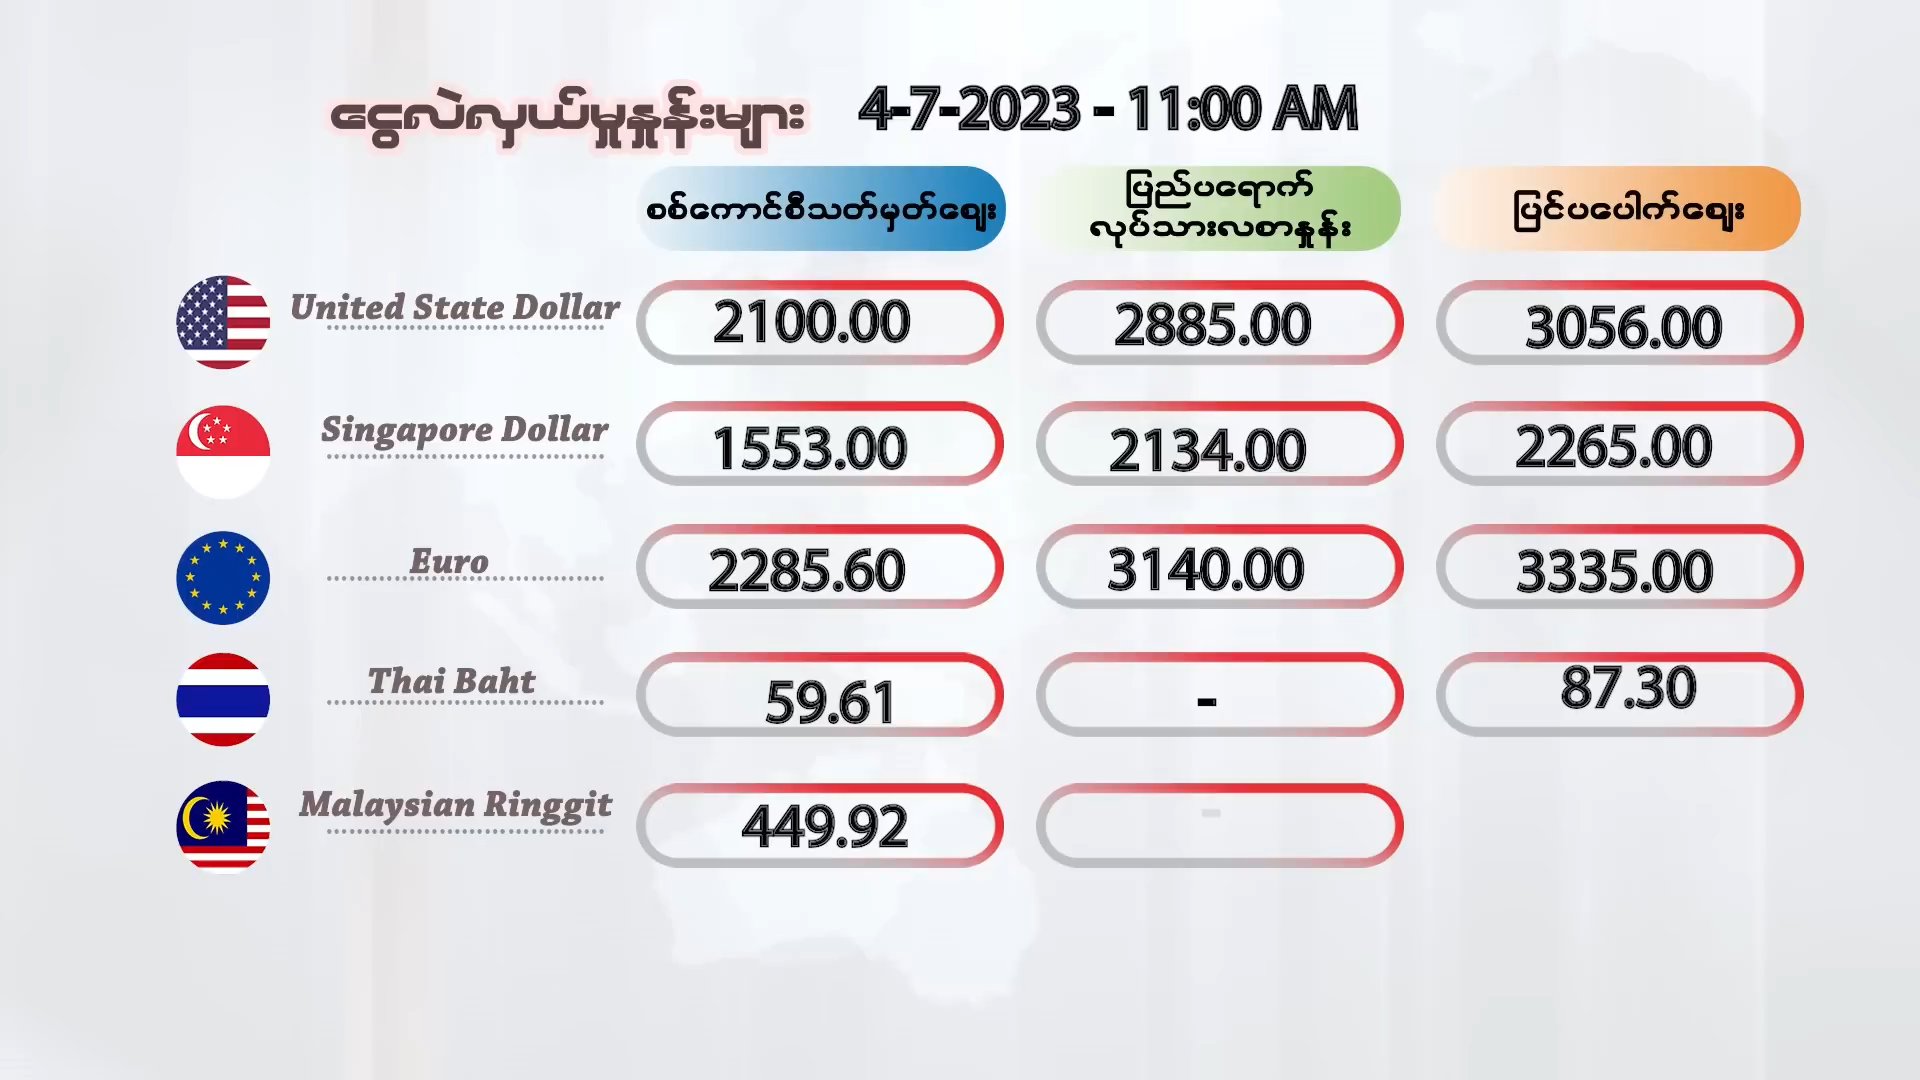 ငွေလဲလှယ်မှုနှုန်းများ 4-7-2023 - 11:00 AM
စစ်ကောင်စီသတ်မှတ်ဈေး
ပြည်ပရောက်
လုပ်သားလစာနှုန်း
ပြင်ပပေါက်ဈေး
United State Dollar 2100.00 2885.00 3056.00
Singapore Dollar 1553.00 2134.00 2265.00
Euro 2285.60 3140.00 3335.00
Thai Baht 59.61 - 87.30
Malaysian Ringgit 449.92 -